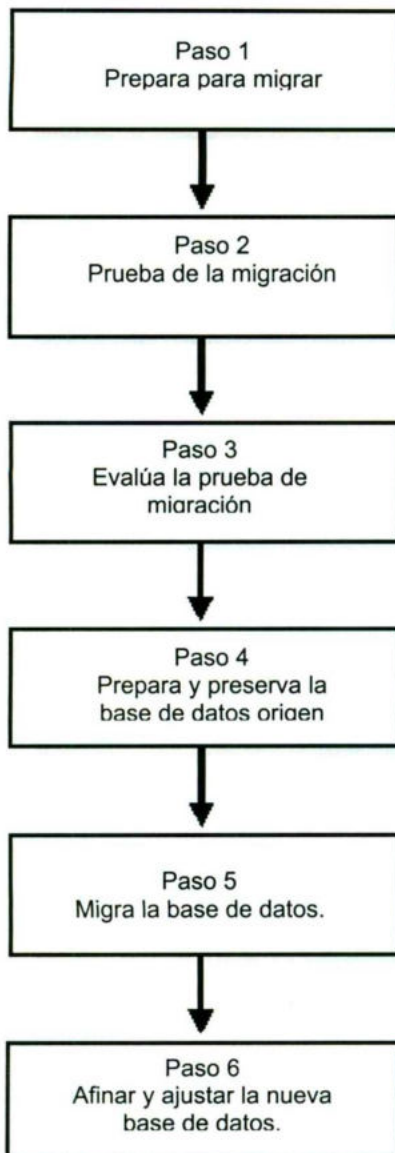 Paso 1
Prepara para migrar
Paso 2
Prueba de la migración
Paso 3
Evalúa la prueba de
migración
Paso 4
Prepara y preserva la
base de datos origen
Paso 5
Migra la base de datos.
Paso 6
Afinar y ajustar la nueva
base de datos.